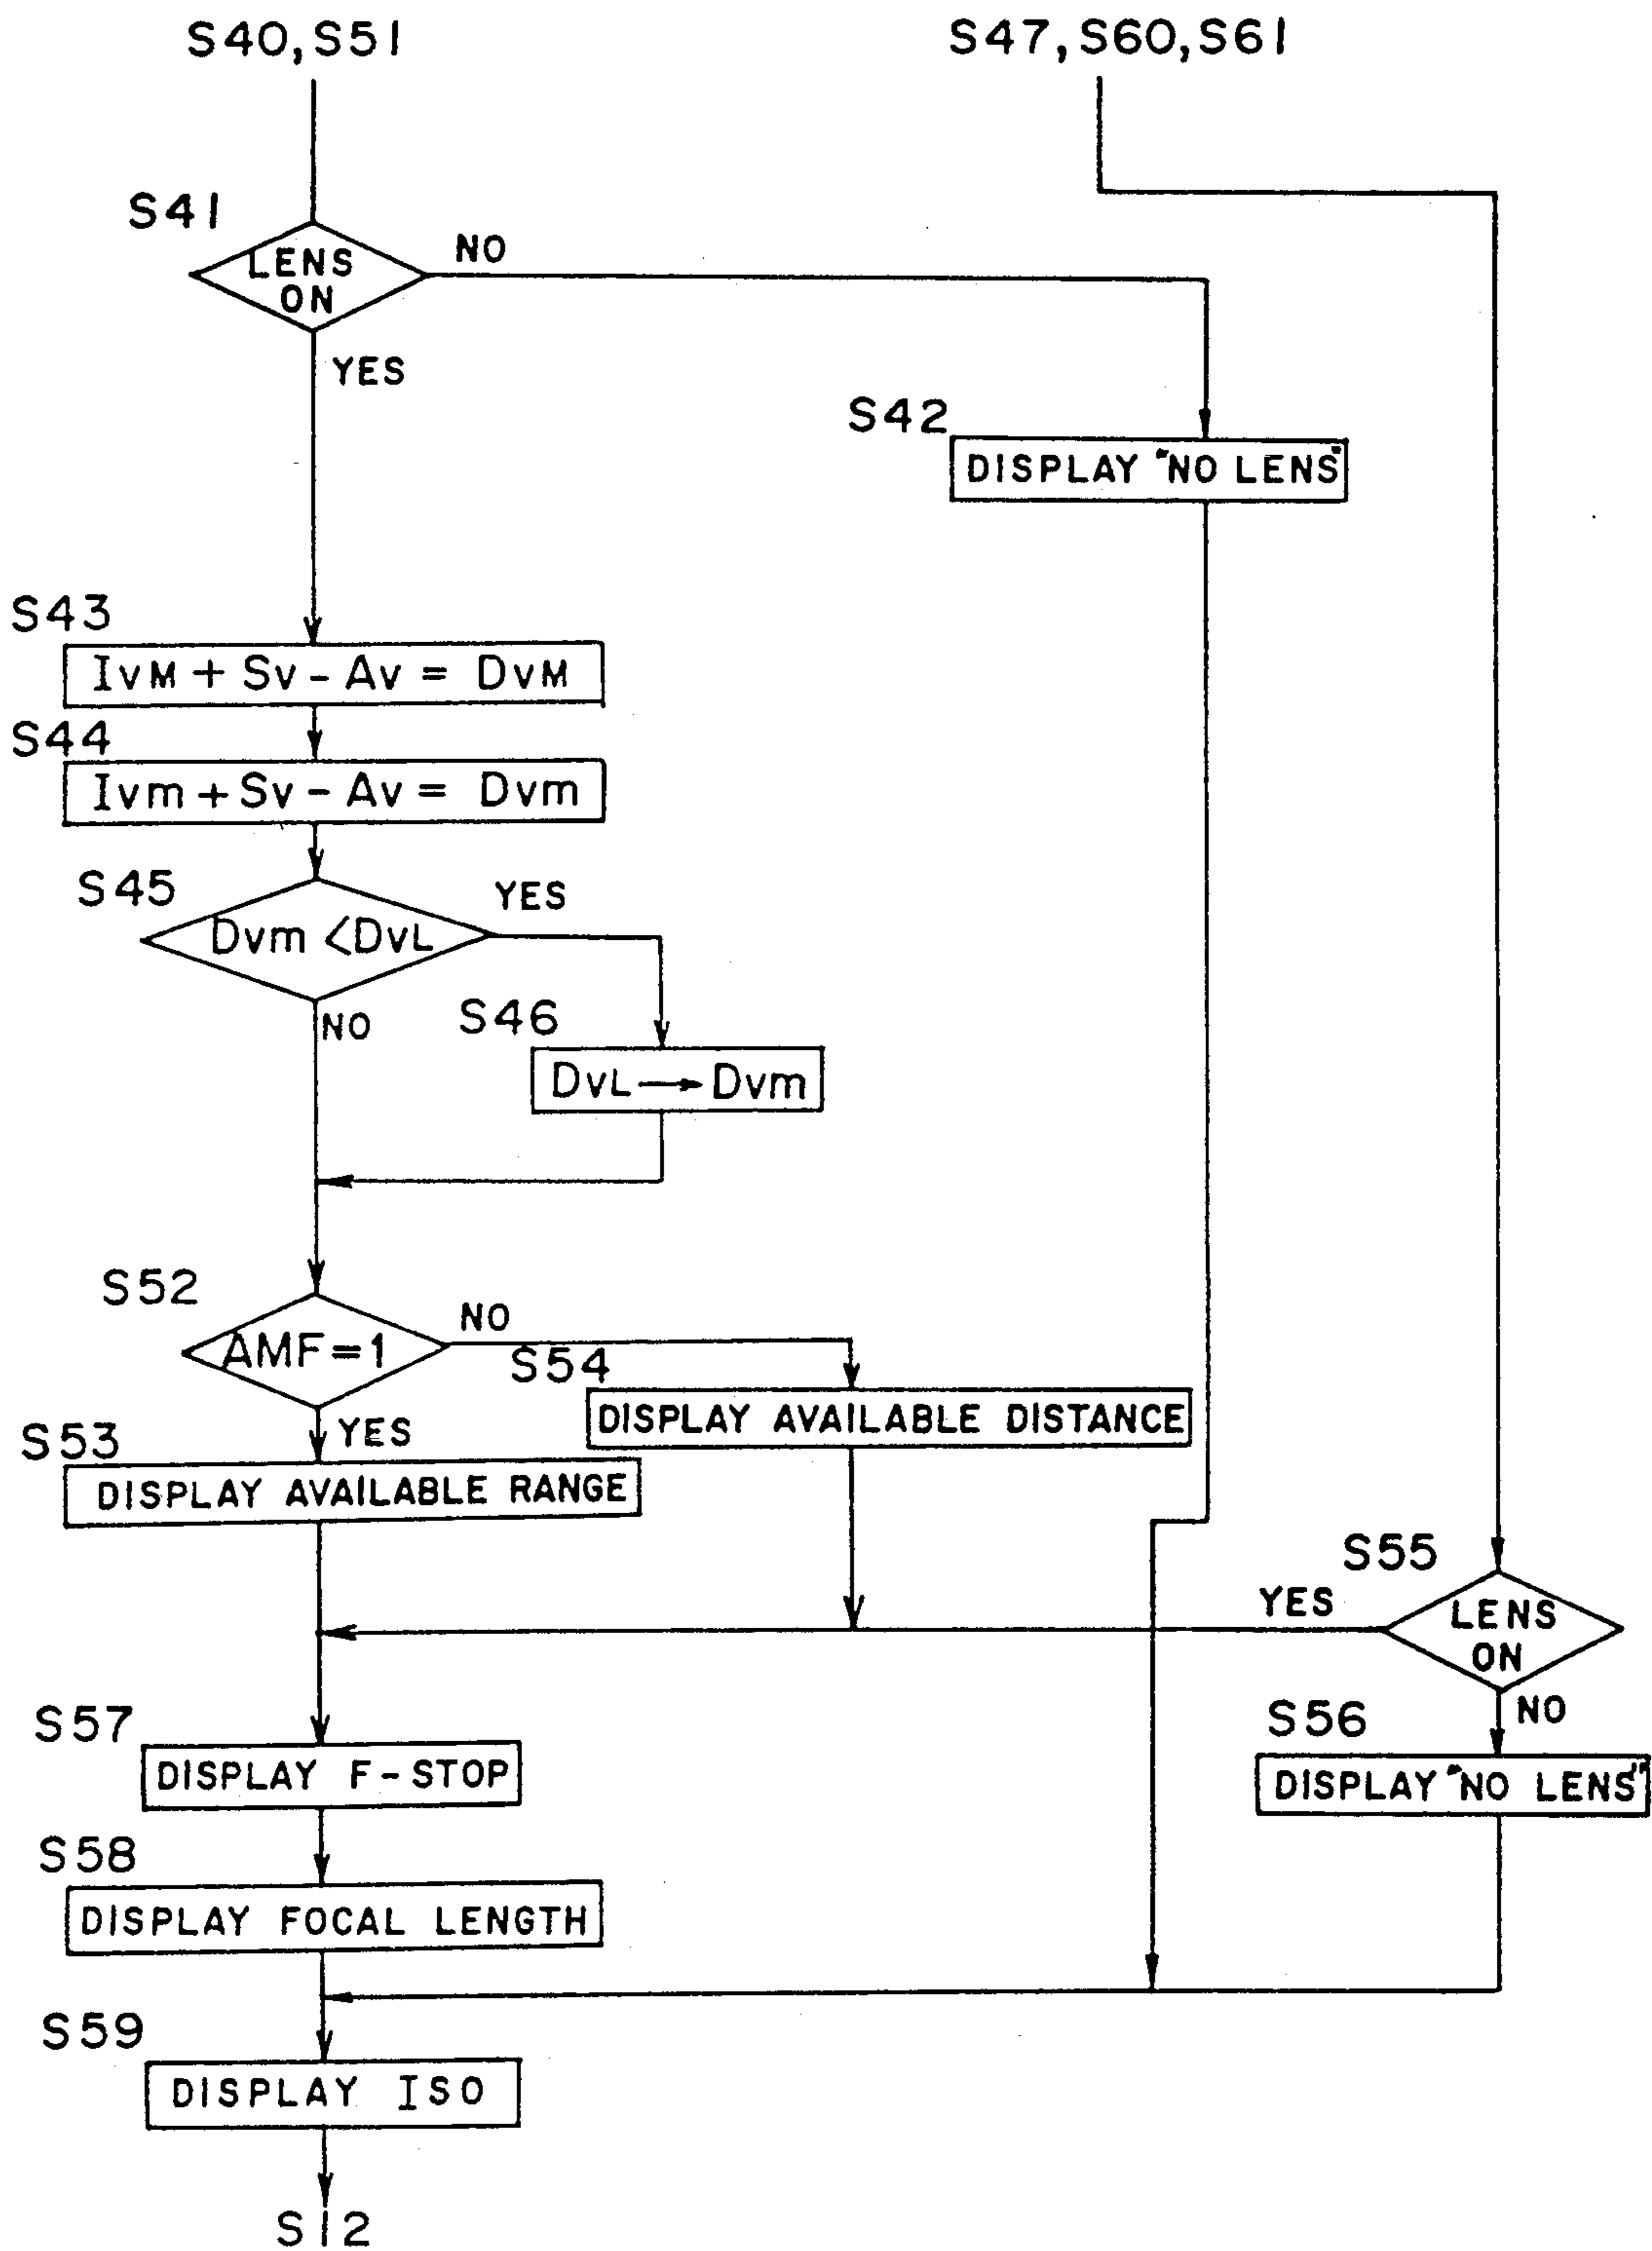 S40, S51
S47, S60, S61
S41
LENS
ON
NO
YES
S42
DISPLAY "NO LENS"
S43
IvM + Sv - Av = DvM
S44
Ivm + Sv - Av = Dvm
S45
Dvm < DvL
YES
NO
S46
DvL → Dvm
S52
AMF = 1
NO
YES
S54
DISPLAY AVAILABLE DISTANCE
S53
DISPLAY AVAILABLE RANGE
S55
LENS
ON
YES
NO
S56
DISPLAY "NO LENS"
S57
DISPLAY F-STOP
S58
DISPLAY FOCAL LENGTH
S59
DISPLAY ISO
S12